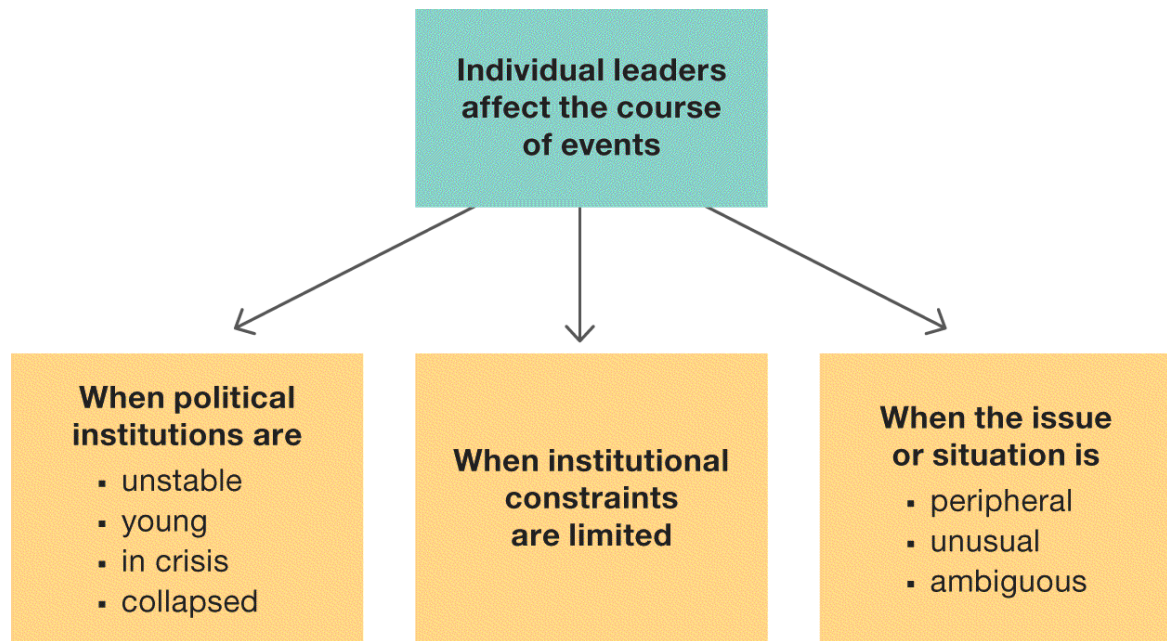 Individual leaders
affect the course
of events
When political
institutions are
▪ unstable
▪ young
▪ in crisis
▪ collapsed
When institutional
constraints
are limited
When the issue
or situation is
▪ peripheral
▪ unusual
▪ ambiguous